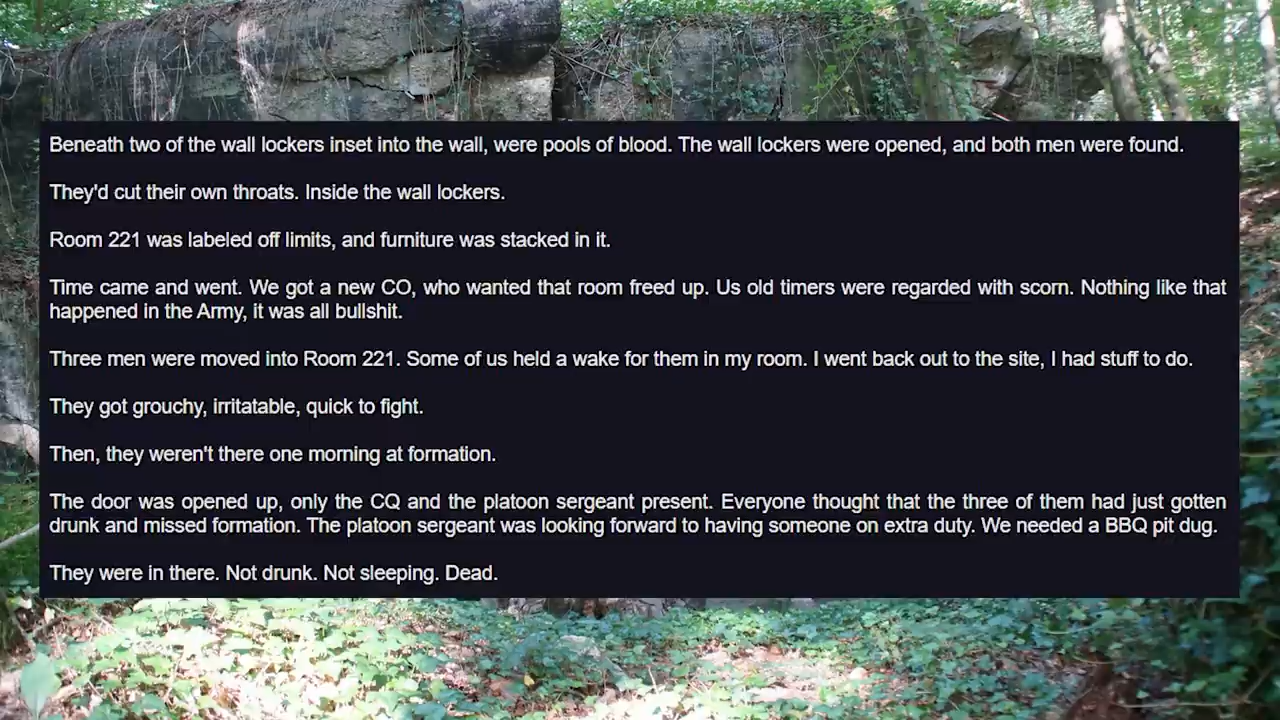 Beneath two of the wall lockers inset into the wall, were pools of blood. The wall lockers were opened, and both men were found.
They'd cut their own throats. Inside the wall lockers.
Room 221 was labeled off limits, and furniture was stacked in it.
Time came and went. We got a new CO, who wanted that room freed up. Us old timers were regarded with scorn. Nothing like that
happened in the Army, it was all bullshit.
Three men were moved into Room 221. Some of us held a wake for them in my room. I went back out to the site, I had stuff to do.
They got grouchy, irritatable, quick to fight.
Then, they weren't there one morning at formation.
The door was opened up, only the CQ and the platoon sergeant present. Everyone thought that the three of them had just gotten
drunk and missed formation. The platoon sergeant was looking forward to having someone on extra duty. We needed a BBQ pit dug.
They were in there. Not drunk. Not sleeping. Dead.